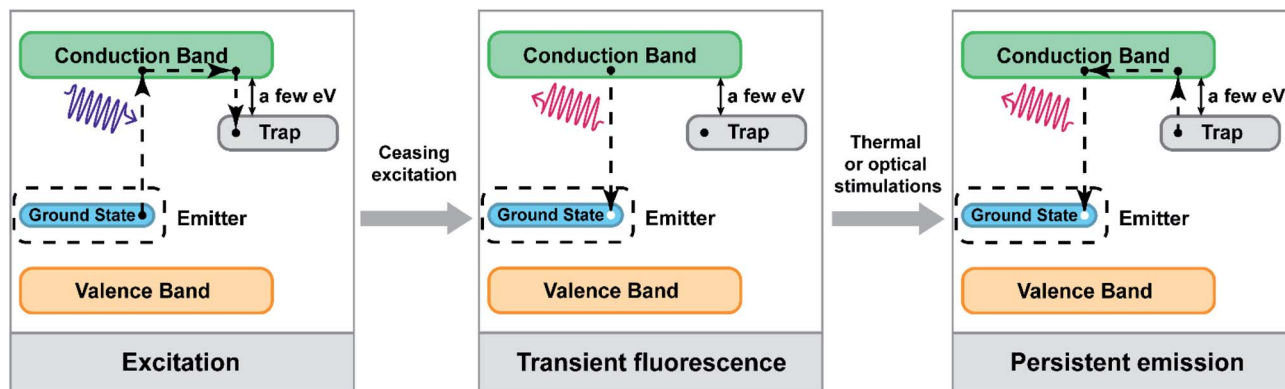 Conduction Band
a few eV
Trap
Ground State
Emitter
Valence Band
Excitation
Ceasing
excitation
Conduction Band
Trap
Ground State
Emitter
Valence Band
Transient fluorescence
Thermal
or optical
stimulations
Conduction Band
a few eV
Trap
Ground State
Emitter
Valence Band
Persistent emission